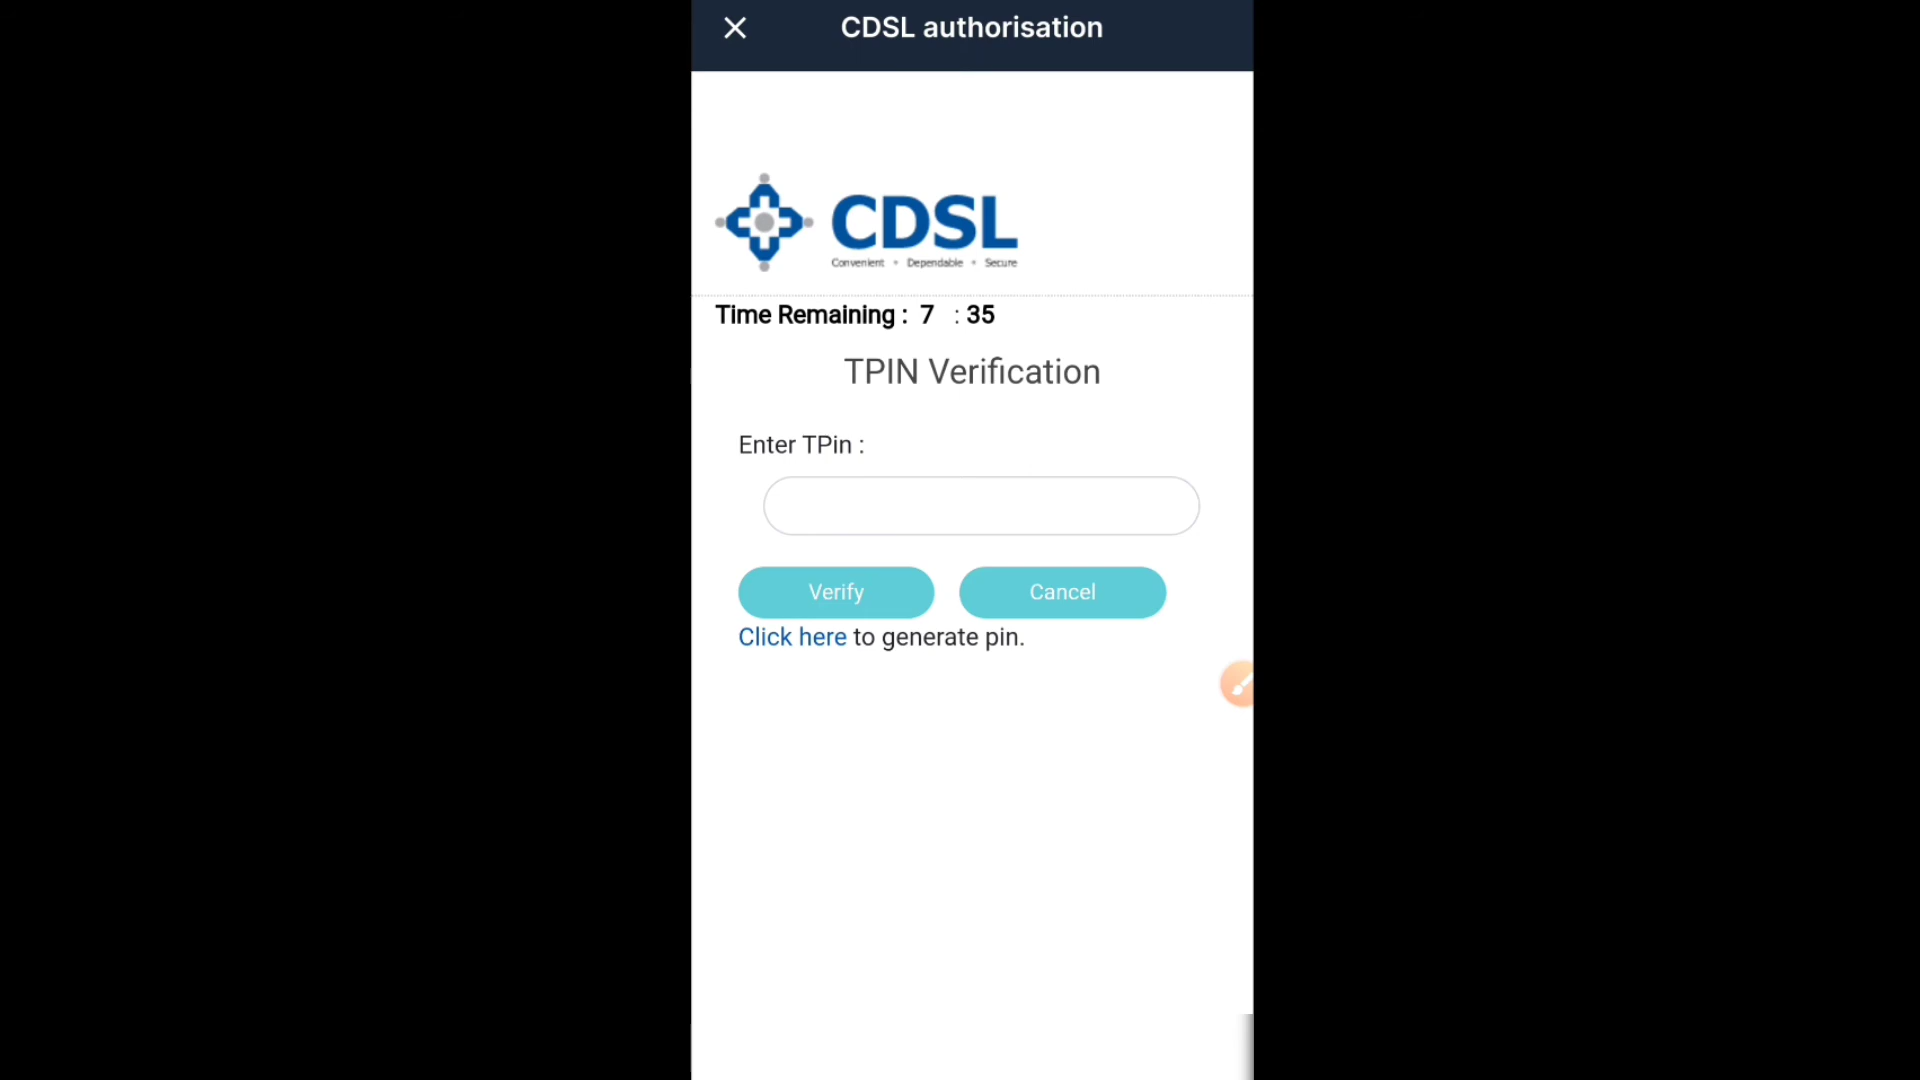 CDSL authorisation
CDSL
Convenient • Dependable • Secure
Time Remaining : 7 : 35
TPIN Verification
Enter TPin :
Verify Cancel
Click here to generate pin.